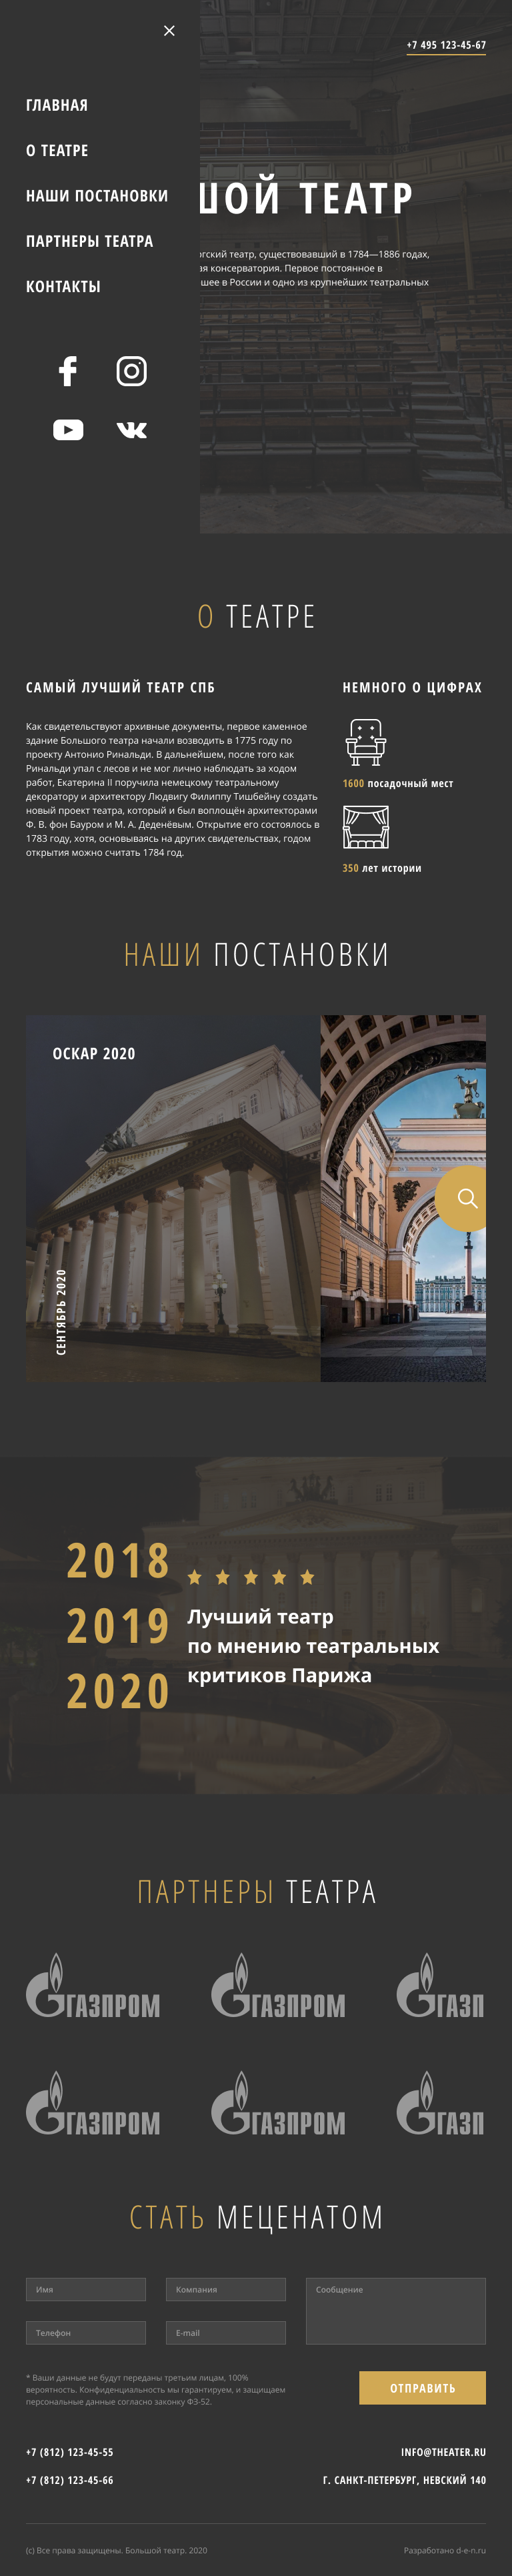 +7 495 123-45-67
ГЛАВНАЯ
О ТЕАТРЕ
НАШИ ПОСТАНОВКИ
ПАРТНЕРЫ ТЕАТРА
КОНТАКТЫ
ШОЙ ТЕАТР
ргский театр, существовавший в 1784—1886 годах,
ая консерватория. Первое постоянное в
шее в России и одно из крупнейших театральных
О ТЕАТРЕ
САМЫЙ ЛУЧШИЙ ТЕАТР СПБ
Как свидетельствуют архивные документы, первое каменное
здание Большого театра начали возводить в 1775 году по
проекту Антонио Ринальди. В дальнейшем, после того как
Ринальди упал с лесов и не мог лично наблюдать за ходом
работ, Екатерина II поручила немецкому театральному
декоратору и архитектору Людвигу Филиппу Тишбейну создать
новый проект театра, который и был воплощён архитекторами
Ф. В. фон Бауром и М. А. Деденёвым. Открытие его состоялось в
1783 году, хотя, основываясь на других свидетельствах, годом
открытия можно считать 1784 год.
НЕМНОГО О ЦИФРАХ
1600 посадочный мест
350 лет истории
НАШИ ПОСТАНОВКИ
ОСКАР 2020
СЕНТЯБРЬ 2020
2018
2019
2020
Лучший театр
по мнению театральных
критиков Парижа
ПАРТНЕРЫ ТЕАТРА
ГАЗПРОМ
ГАЗПРОМ
ГАЗП
ГАЗПРОМ
ГАЗПРОМ
ГАЗП
СТАТЬ МЕЦЕНАТОМ
Имя
Компания
Сообщение
Телефон
E-mail
* Ваши данные не будут переданы третьим лицам, 100%
вероятность. Конфиденциальность мы гарантируем, и защищаем
персональные данные согласно законку ФЗ-52.
ОТПРАВИТЬ
+7 (812) 123-45-55
INFO@THEATER.RU
+7 (812) 123-45-66
Г. САНКТ-ПЕТЕРБУРГ, НЕВСКИЙ 140
(c) Все права защищены. Большой театр. 2020
Разработано d-e-n.ru